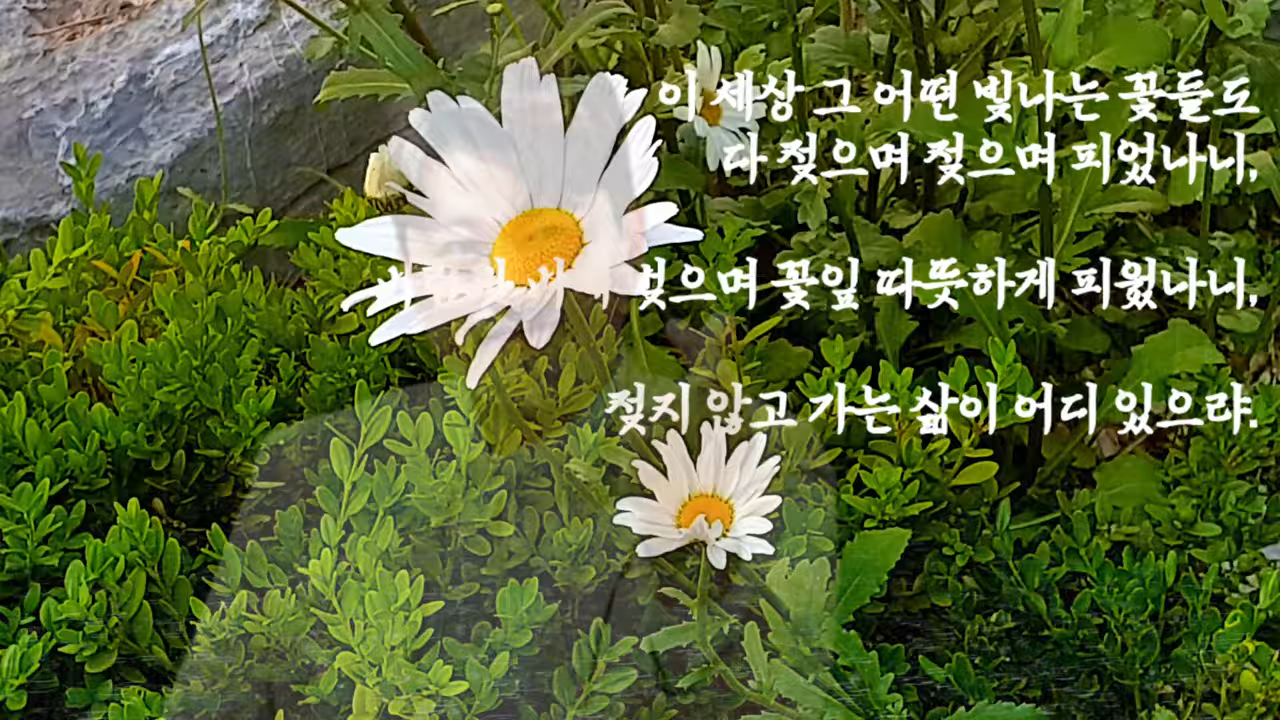 이 세상 그 어떤 빛나는 꽃들도
다 젖으며 젖으며 피었나니,
젖으며 꽃잎 따뜻하게 피웠나니,
젖지 않고 가는 삶이 어디 있으랴.